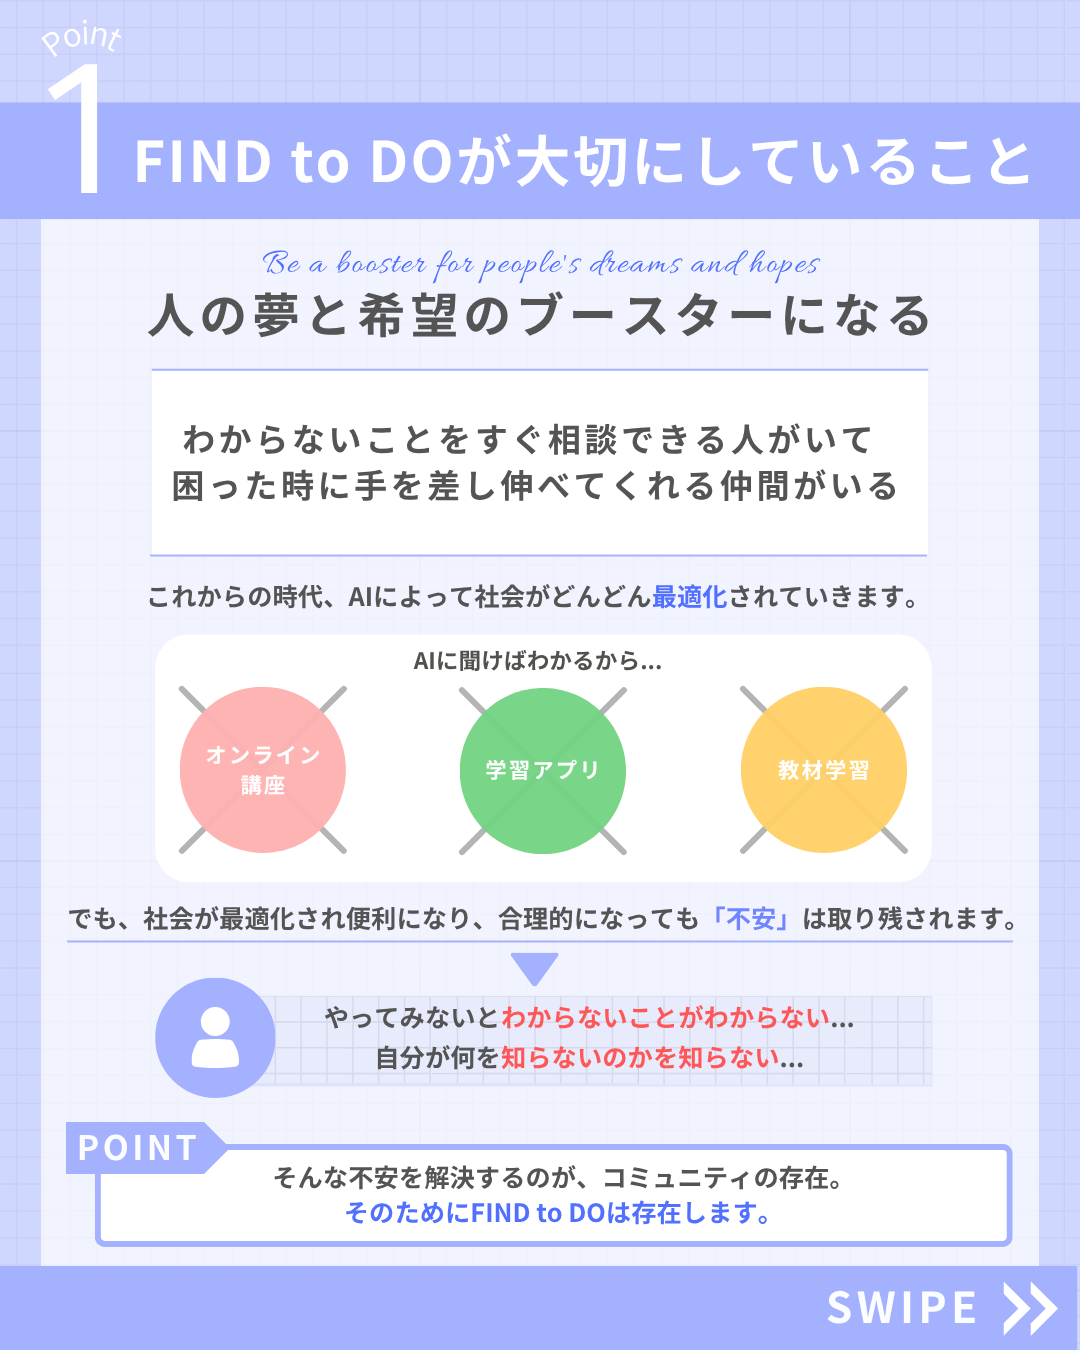 Point
1
FIND to DOが大切にしていること
Be a booster for people's dreams and hopes
人の夢と希望のブースターになる
わからないことをすぐ相談できる人がいて
困った時に手を差し伸べてくれる仲間がいる
これからの時代、AIによって社会がどんどん最適化されていきます。
AIに聞けばわかるから...
オンライン
講座
学習アプリ
教材学習
でも、社会が最適化され便利になり、合理的になっても「不安」は取り残されます。
やってみないとわからないことがわからない...
自分が何を知らないのかを知らない...
POINT
そんな不安を解決するのが、コミュニティの存在。
そのためにFIND to DOは存在します。
SWIPE